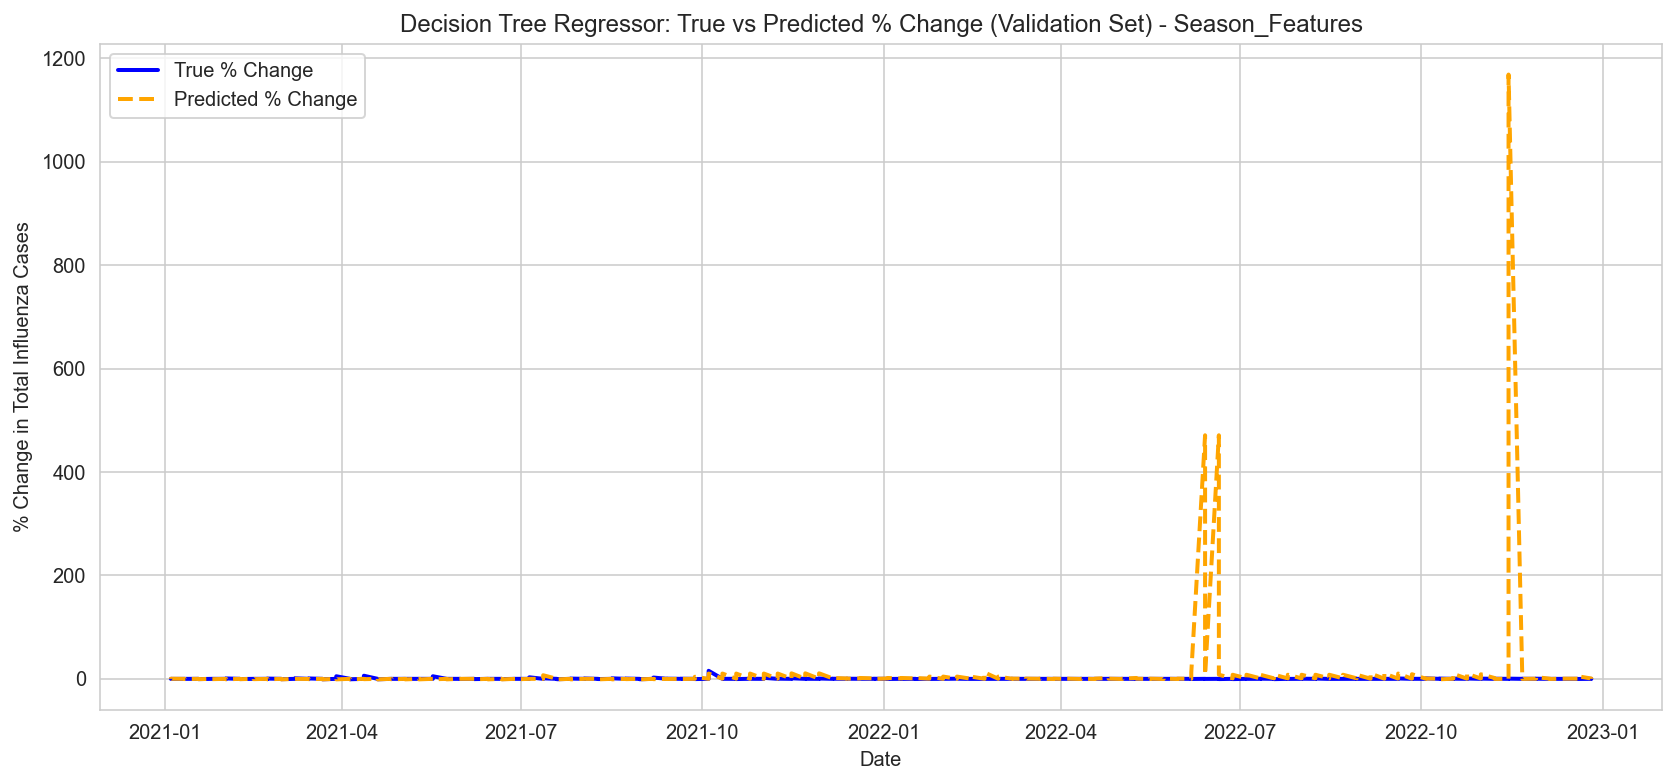 Decision Tree Regressor: True vs Predicted % Change (Validation Set) - Season_Features
True % Change
Predicted % Change
% Change in Total Influenza Cases
1200
1000
800
600
400
200
0
2021-01 2021-04 2021-07 2021-10 2022-01 2022-04 2022-07 2022-10 2023-01
Date